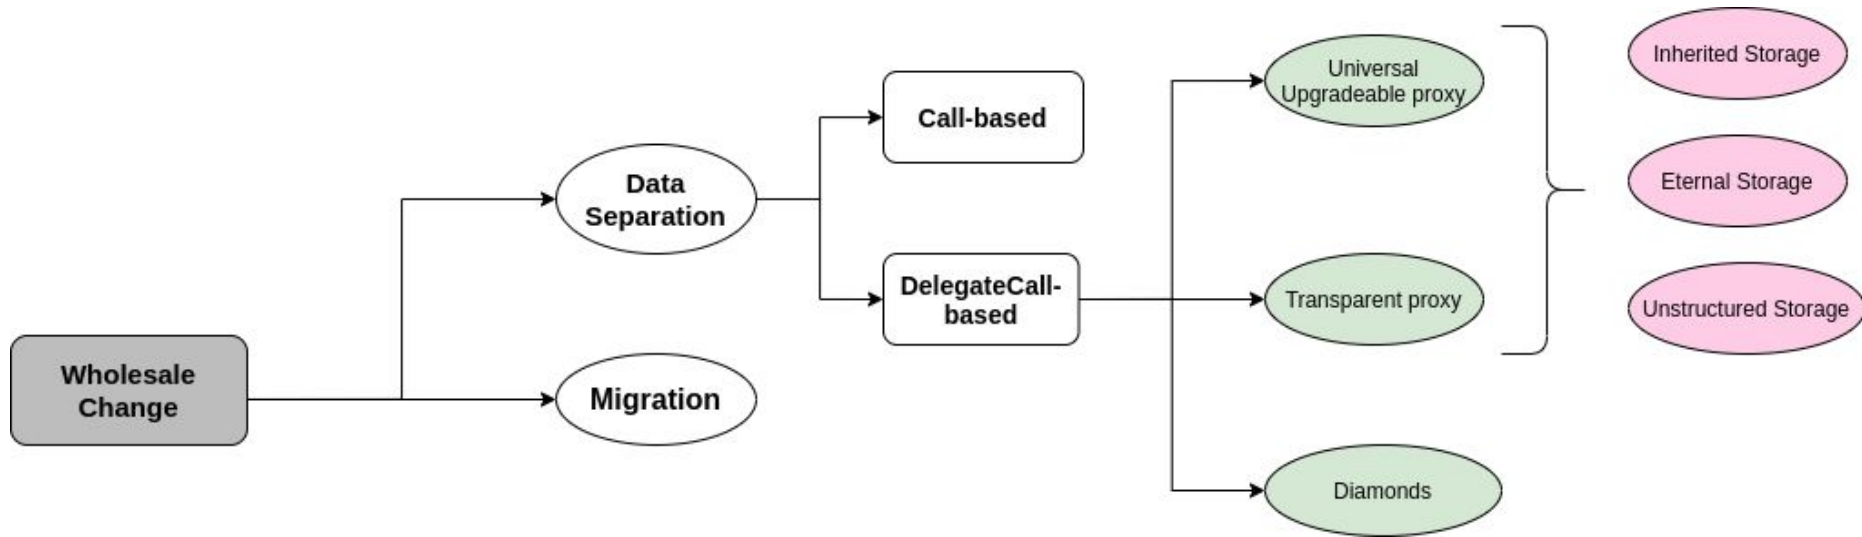 Wholesale
Change
Data
Separation
Migration
Call-based
DelegateCall-
based
Universal
Upgradeable proxy
Transparent proxy
Diamonds
Inherited Storage
Eternal Storage
Unstructured Storage